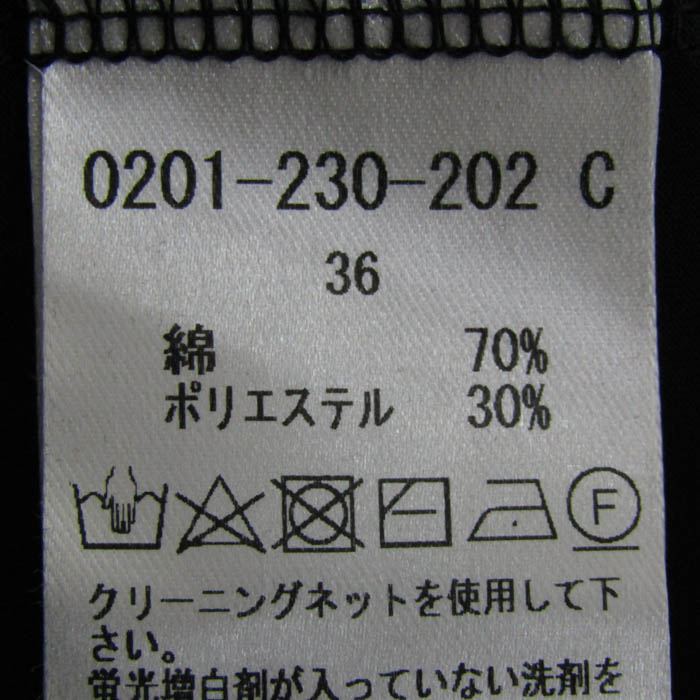 0201-230-202 C
36
綿 70%
ポリエステル 30%
F
クリーニングネットを使用して下
さい。
蛍光増白剤が入っていない洗剤を